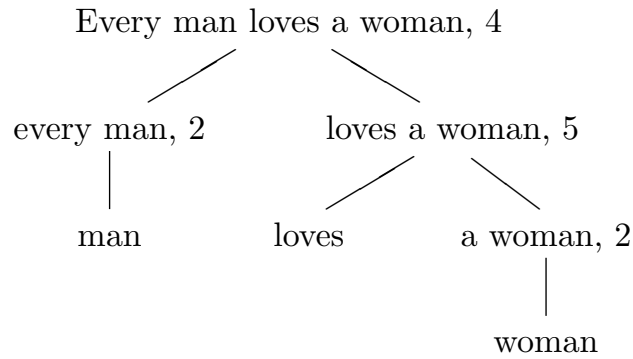 Every man loves a woman, 4
every man, 2 loves a woman, 5
man loves a woman, 2
woman